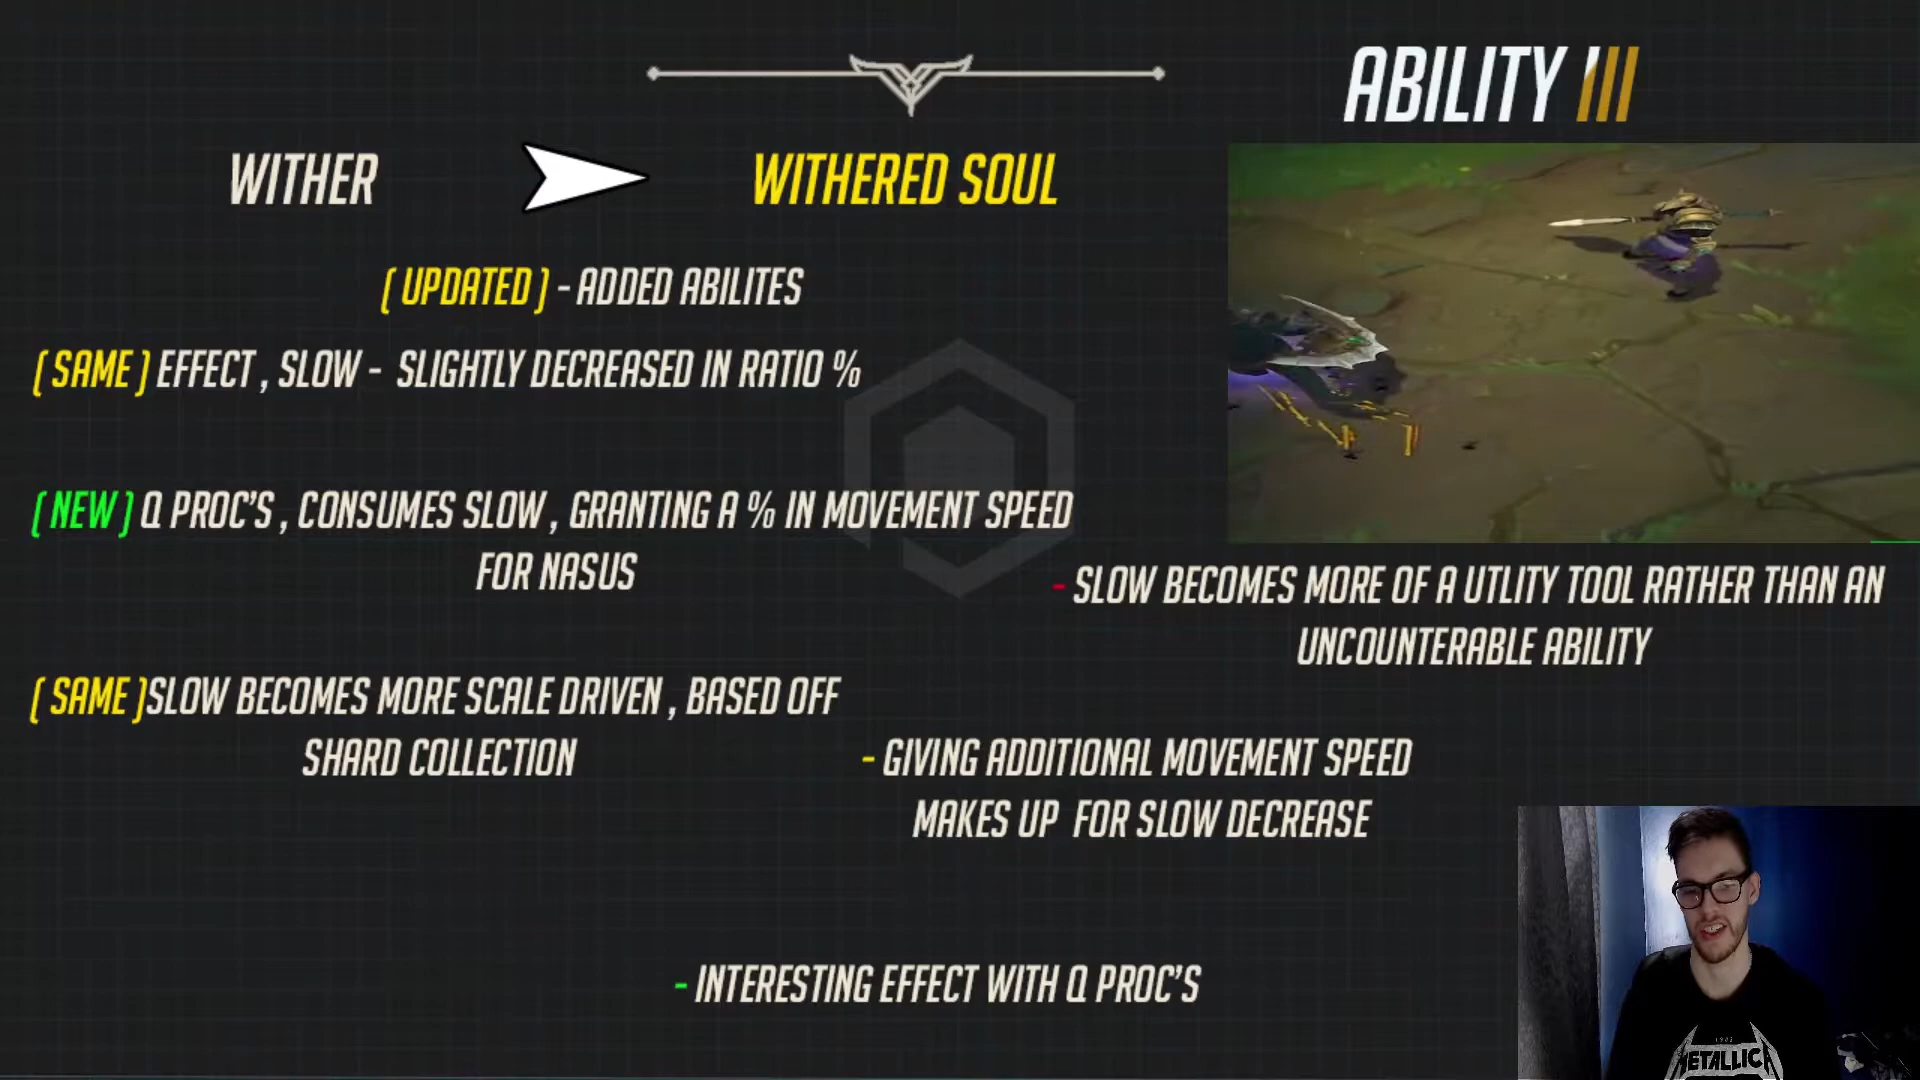 ABILITY III
WITHER
WITHERED SOUL
( UPDATED ) - ADDED ABILITES
( SAME ) EFFECT , SLOW - SLIGHTLY DECREASED IN RATIO %
( NEW ) Q PROC'S , CONSUMES SLOW , GRANTING A % IN MOVEMENT SPEED
FOR NASUS
- SLOW BECOMES MORE OF A UTLITY TOOL RATHER THAN AN
UNCOUNTERABLE ABILITY
( SAME )SLOW BECOMES MORE SCALE DRIVEN , BASED OFF
SHARD COLLECTION
- GIVING ADDITIONAL MOVEMENT SPEED
MAKES UP FOR SLOW DECREASE
- INTERESTING EFFECT WITH Q PROC'S
METALLICA